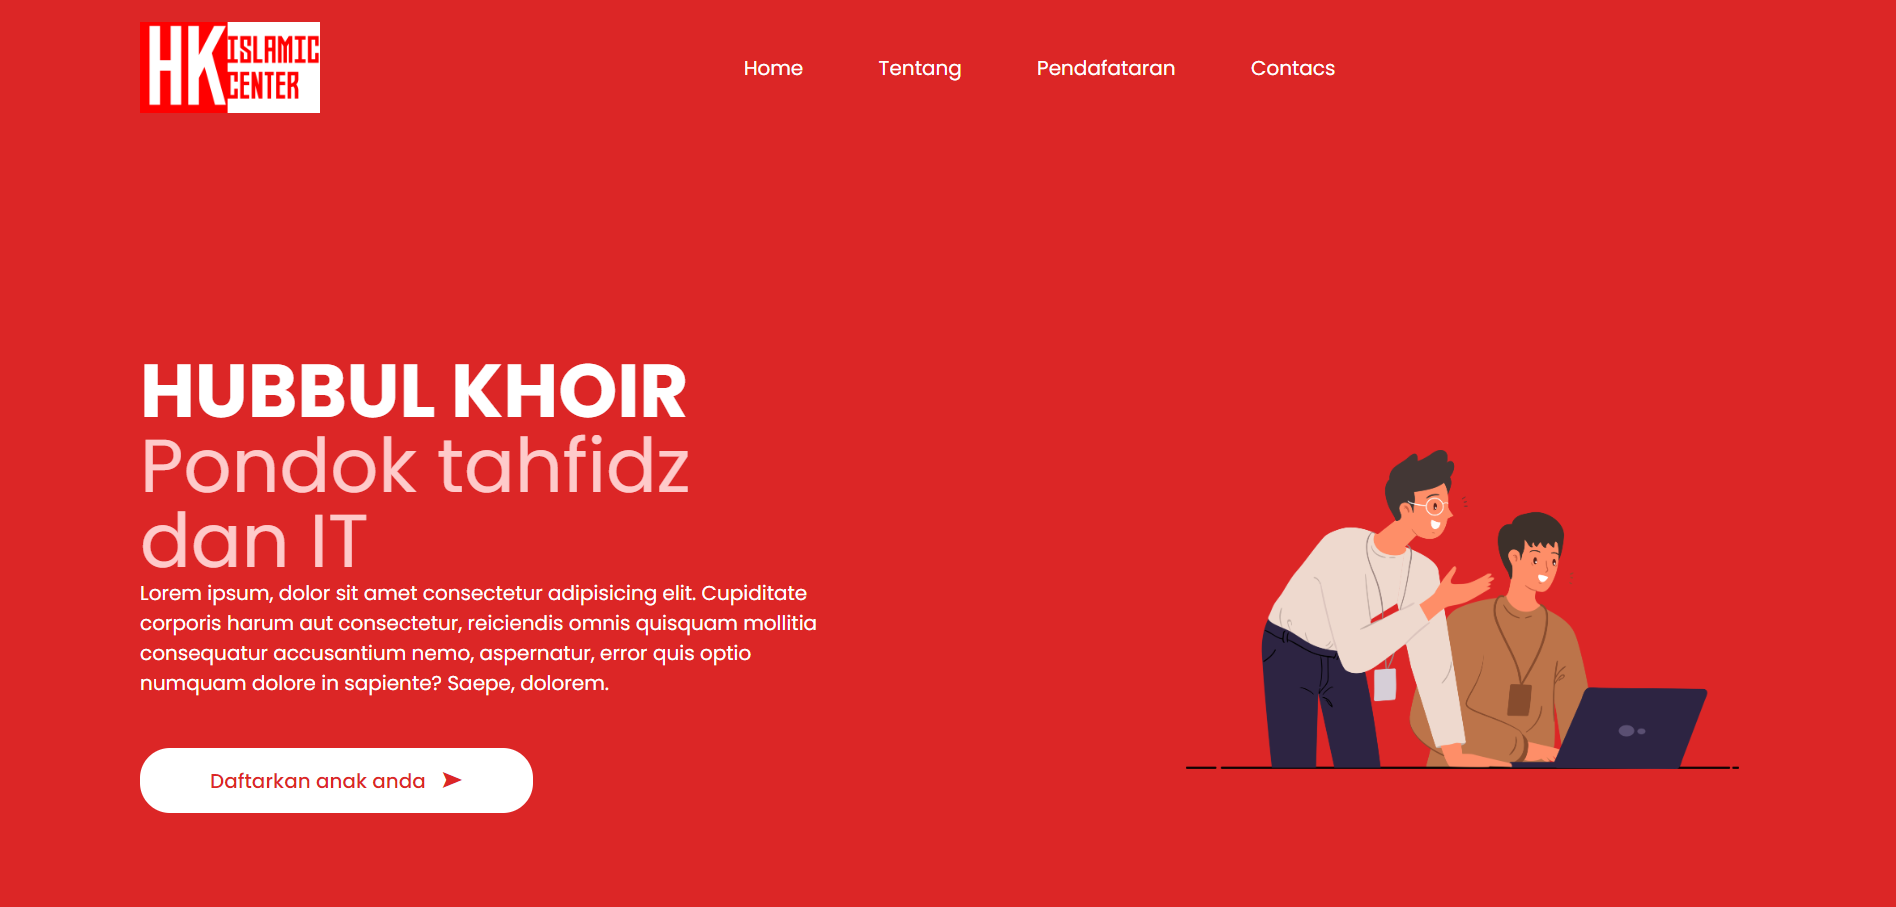 HK ISLAMIC
CENTER
Home Tentang Pendafataran Contacs
HUBBUL KHOIR
Pondok tahfidz
dan IT
Lorem ipsum, dolor sit amet consectetur adipisicing elit. Cupiditate
corporis harum aut consectetur, reiciendis omnis quisquam mollitia
consequatur accusantium nemo, aspernatur, error quis optio
numquam dolore in sapiente? Saepe, dolorem.
Daftarkan anak anda